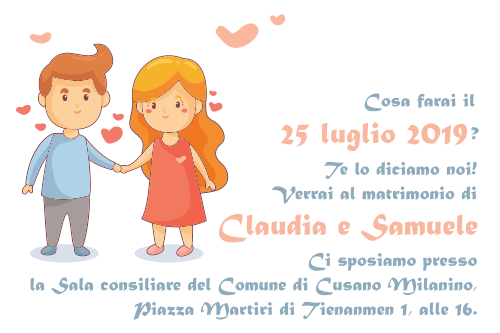 Cosa farai il
25 luglio 2019?
Te lo diciamo noi!
Verrai al matrimonio di
Claudia e Samuele
Ci sposiamo presso
la Sala consiliare del Comune di Cusano Milanino,
Piazza Martiri di Tienanmen 1, alle 16.